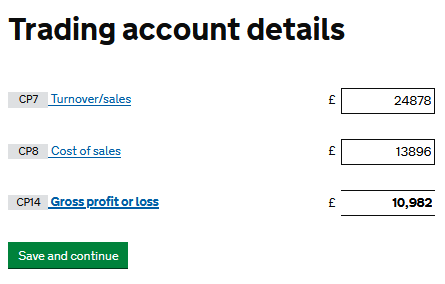 Trading account details
CP7 Turnover/sales £ 24878
CP8 Cost of sales £ 13896
CP14 Gross profit or loss £ 10,982
Save and continue